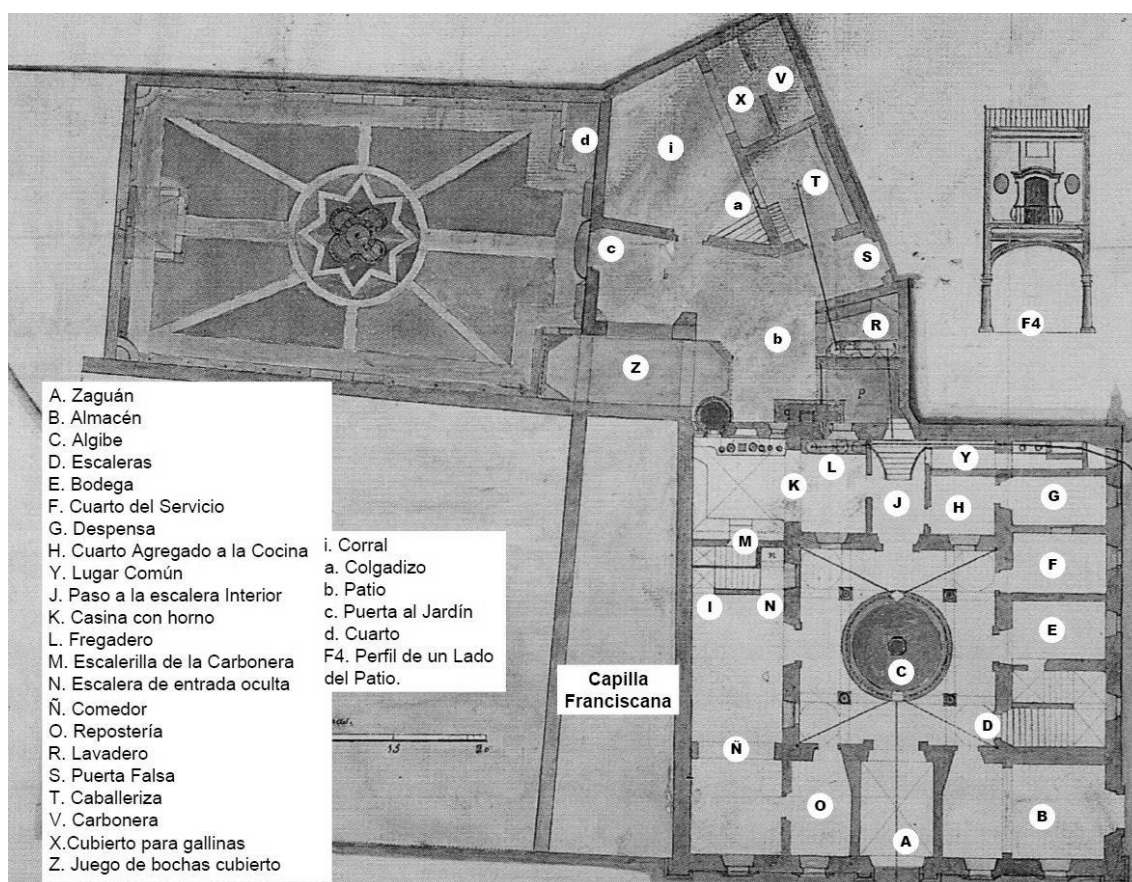 V
X
d
i
T
a
c
S
F4
R
b
Z
P
A. Zaguán
B. Almacén
C. Algibe
D. Escaleras
E. Bodega
F. Cuarto del Servicio
G. Despensa
H. Cuarto Agregado a la Cocina
Y. Lugar Común
J. Paso a la escalera Interior
K. Casina con horno
L. Fregadero
M. Escalerilla de la Carbonera
N. Escalera de entrada oculta
Ñ. Comedor
O. Repostería
R. Lavadero
S. Puerta Falsa
T. Caballeriza
V. Carbonera
X.Cubierto para gallinas
Z. Juego de bochas cubierto
i. Corral
a. Colgadizo
b. Patio
c. Puerta al Jardín
d. Cuarto
F4. Perfil de un Lado
del Patio.
Capilla
Franciscana
15
20
L
Y
K
J
H
G
M
n
F
I
N
E
C
D
Ñ
O
A
B